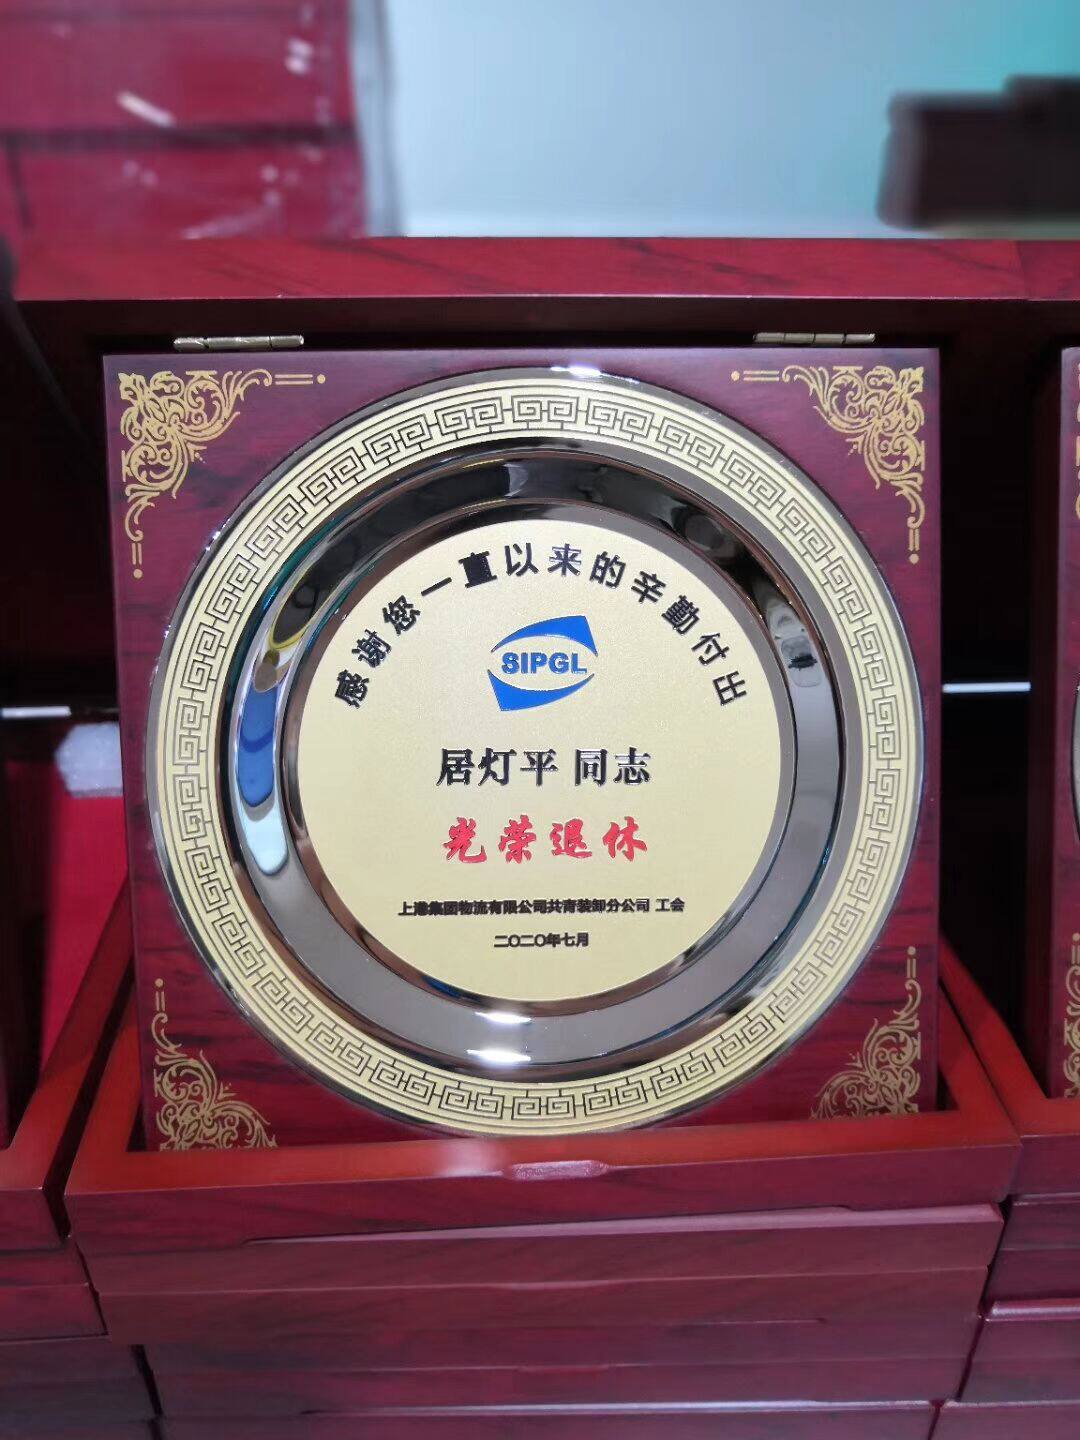 感谢您一直以来的辛勤付出
SIPGL
居灯平 同志
光荣退休
上港集团物流有限公司共青装卸分公司 工会
二〇二〇年七月